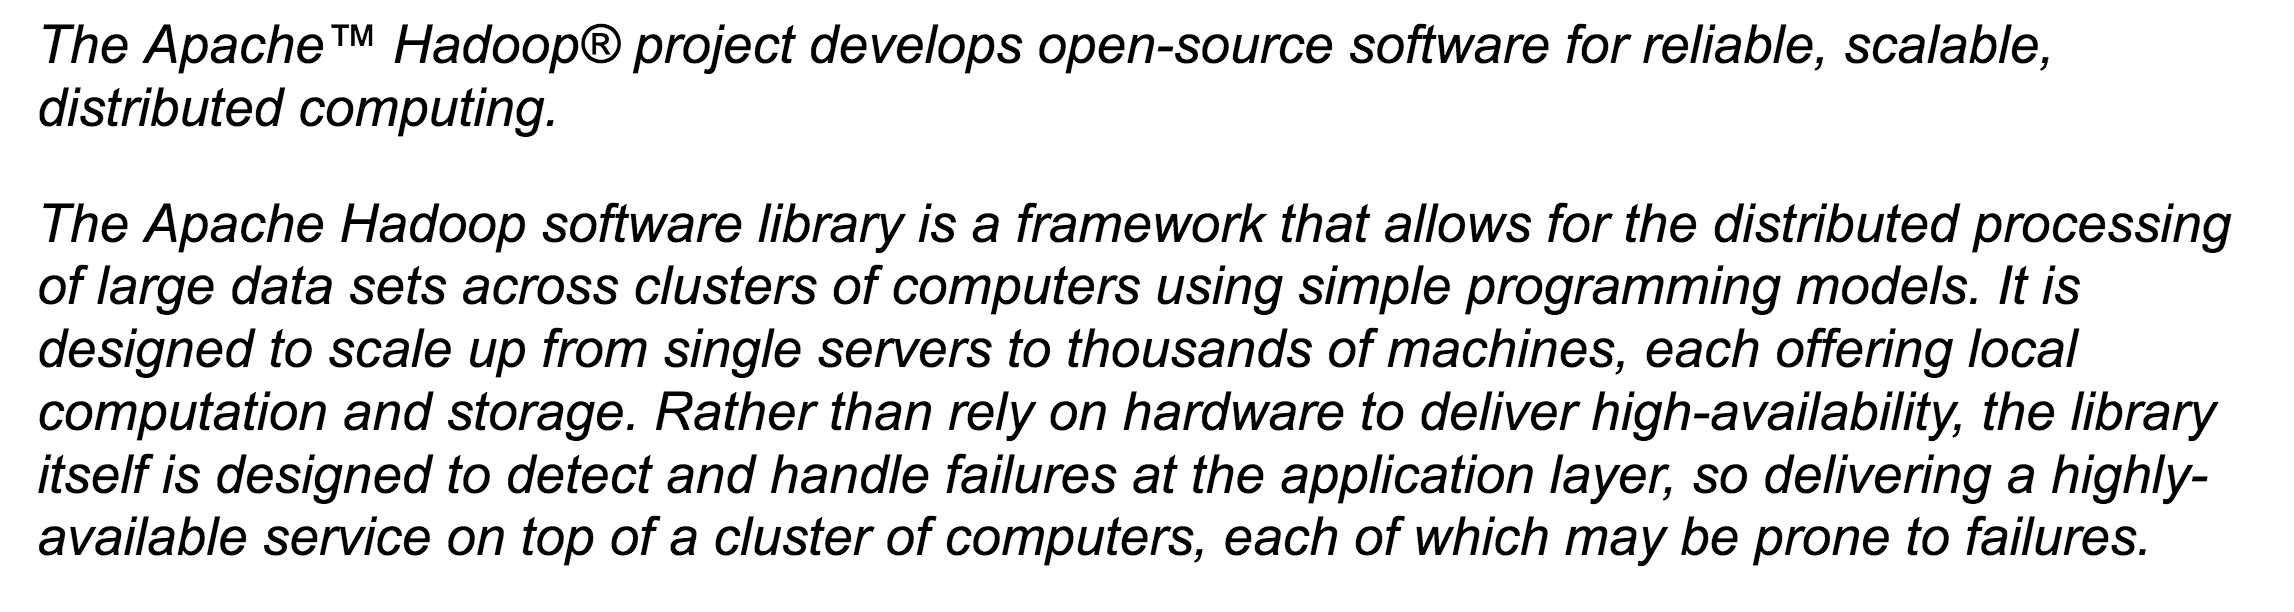 The Apache™ Hadoop® project develops open-source software for reliable, scalable,
distributed computing.
The Apache Hadoop software library is a framework that allows for the distributed processing
of large data sets across clusters of computers using simple programming models. It is
designed to scale up from single servers to thousands of machines, each offering local
computation and storage. Rather than rely on hardware to deliver high-availability, the library
itself is designed to detect and handle failures at the application layer, so delivering a highly-
available service on top of a cluster of computers, each of which may be prone to failures.